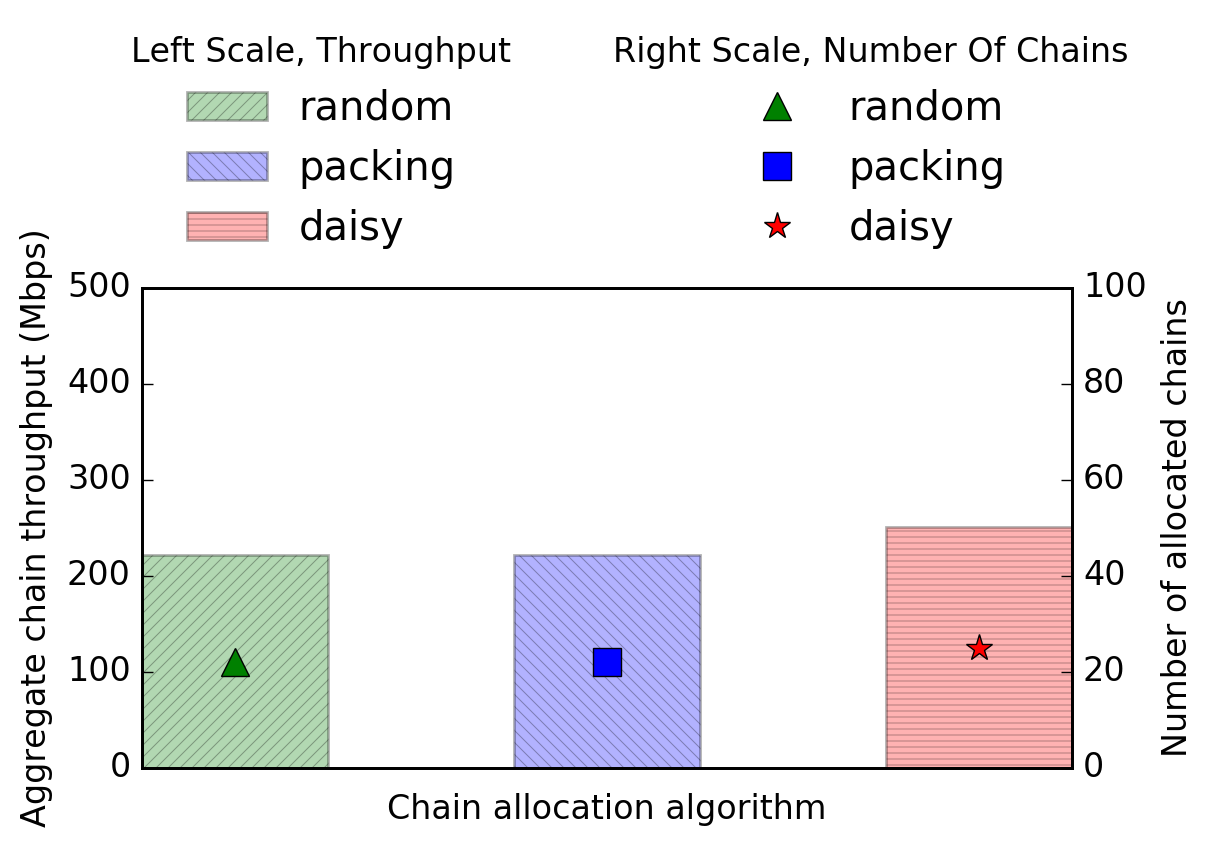 Left Scale, Throughput
random
packing
daisy
Right Scale, Number Of Chains
random
packing
daisy
Aggregate chain throughput (Mbps)
500
400
300
200
100
0
100
80
60
40
20
0
Number of allocated chains
Chain allocation algorithm